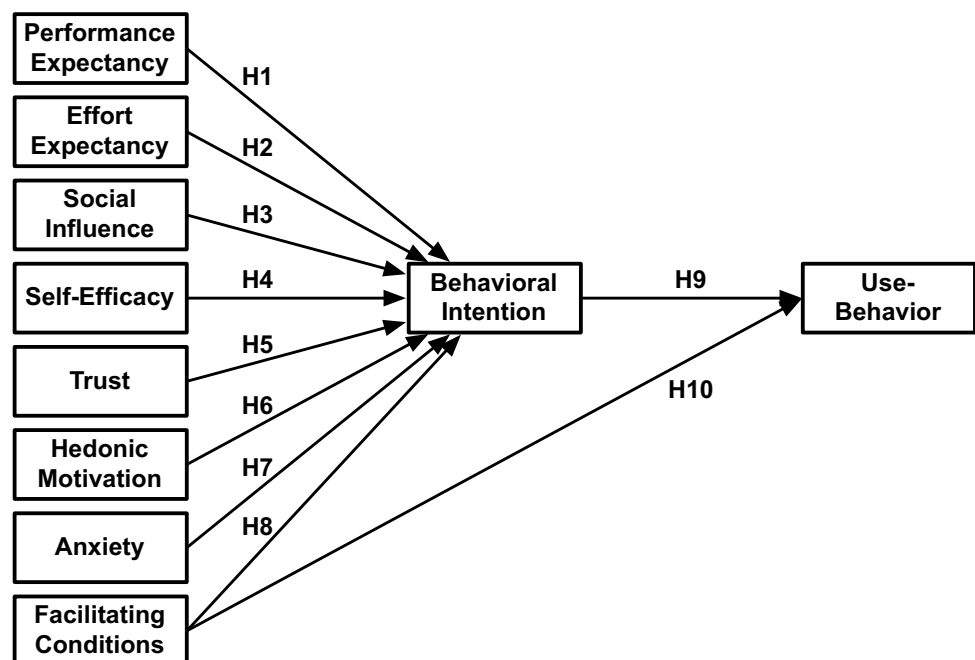 Performance
Expectancy
H1
Effort
Expectancy
H2
Social
Influence
H3
Self-Efficacy
H4
Behavioral
Intention
H9
Use-
Behavior
Trust
H5
H10
Hedonic
Motivation
H6
Anxiety
H7
H8
Facilitating
Conditions